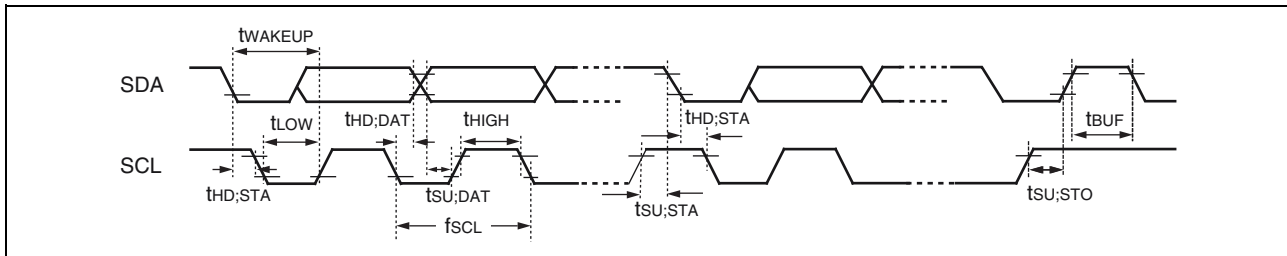 tWAKEUP
SDA
tHD;STA
tLOW
tHD;DAT
tHIGH
tBUF
SCL
tHD;STA
tSU;DAT
tSU;STA
tSU;STO
fSCL